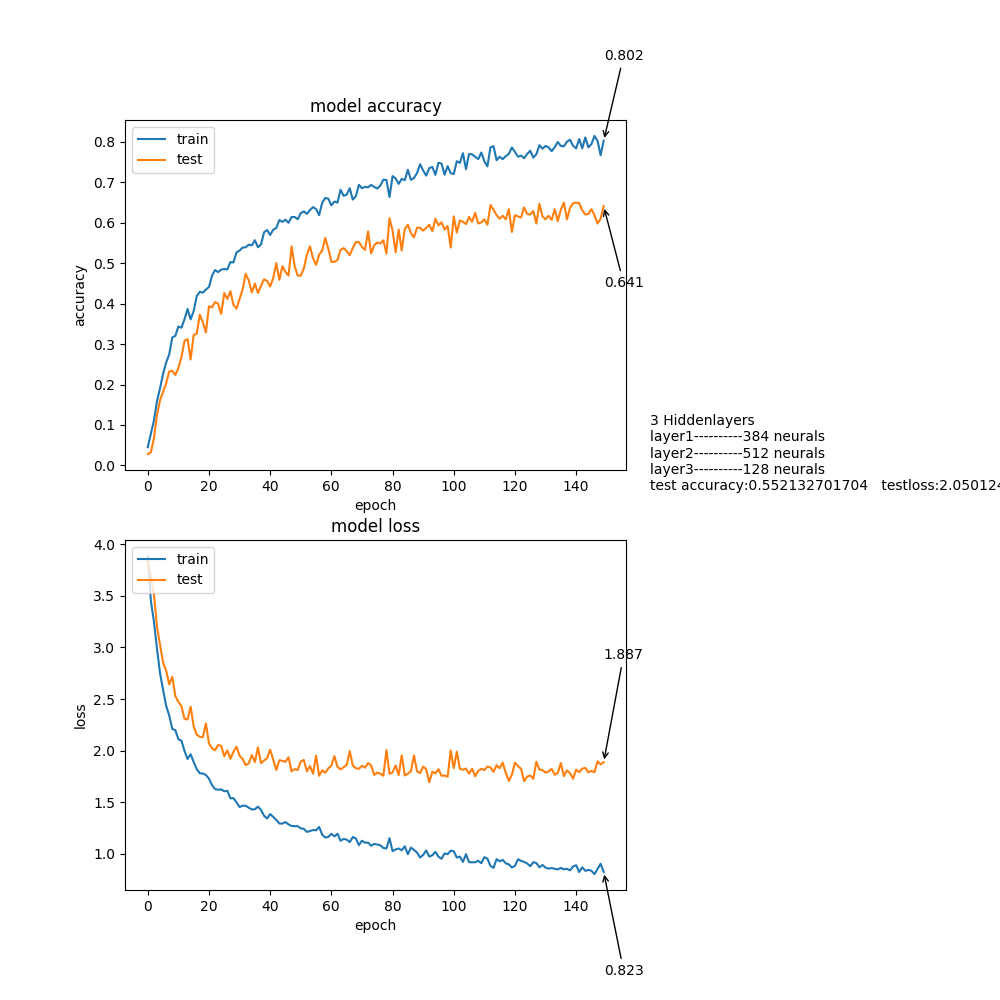 0.802
model accuracy
train
test
0.8
0.7
0.6
0.5
0.4
0.3
0.2
0.1
0.0
accuracy
0.641
0 20 40 60 80 100 120 140
epoch
3 Hiddenlayers
layer1----------384 neurals
layer2----------512 neurals
layer3----------128 neurals
test accuracy:0.552132701704 testloss:2.050124
model loss
train
test
4.0
3.5
3.0
2.5
2.0
1.5
1.0
loss
1.887
0 20 40 60 80 100 120 140
epoch
0.823